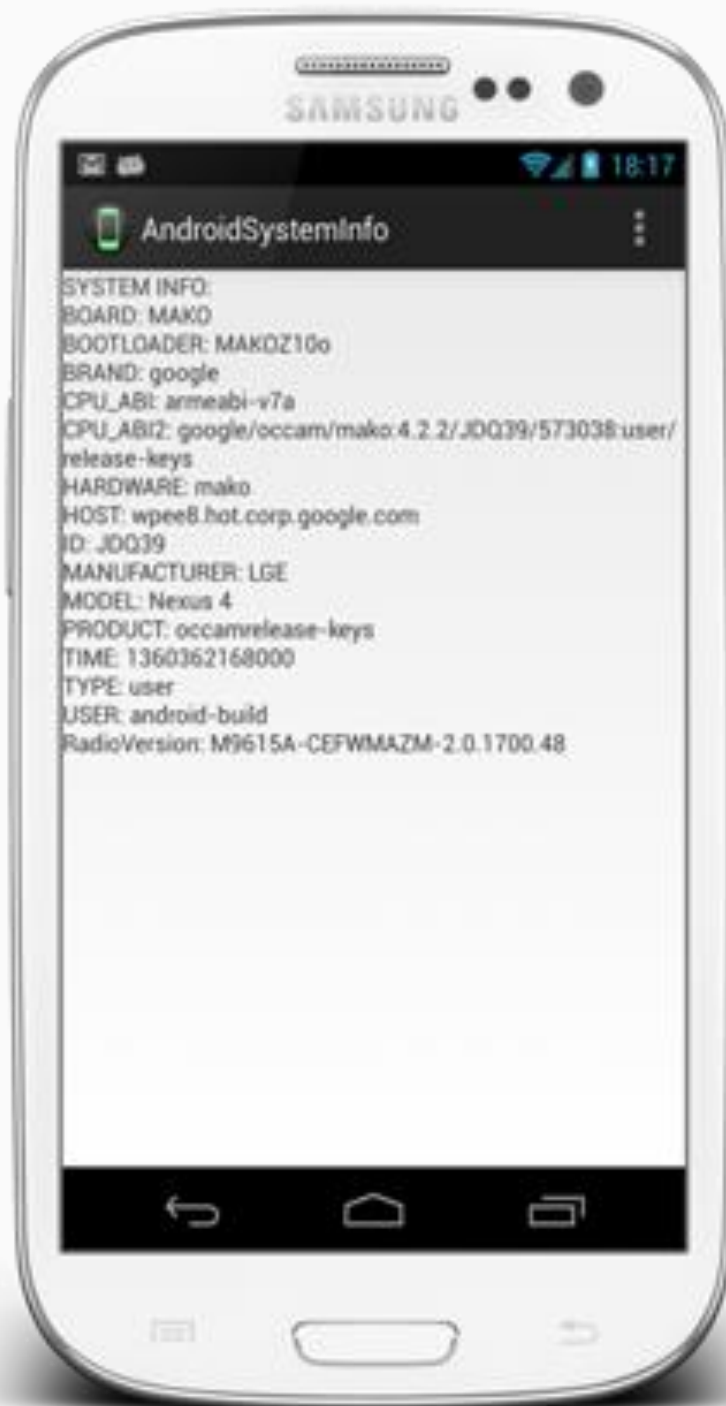 SAMSUNG
18:17
AndroidSystemInfo
SYSTEM INFO:
BOARD: MAKO
BOOTLOADER: MAKOZ10o
BRAND: google
CPU_ABI: armeabi-v7a
CPU_ABI2: google/occam/mako:4.2.2/JDQ39/573038:user/
release-keys
HARDWARE: mako
HOST: wpee8.hot.corp.google.com
ID: JDQ39
MANUFACTURER: LGE
MODEL: Nexus 4
PRODUCT: occamrelease-keys
TIME: 1360362168000
TYPE: user
USER: android-build
RadioVersion: M9615A-CEFWMAZM-2.0.1700.48